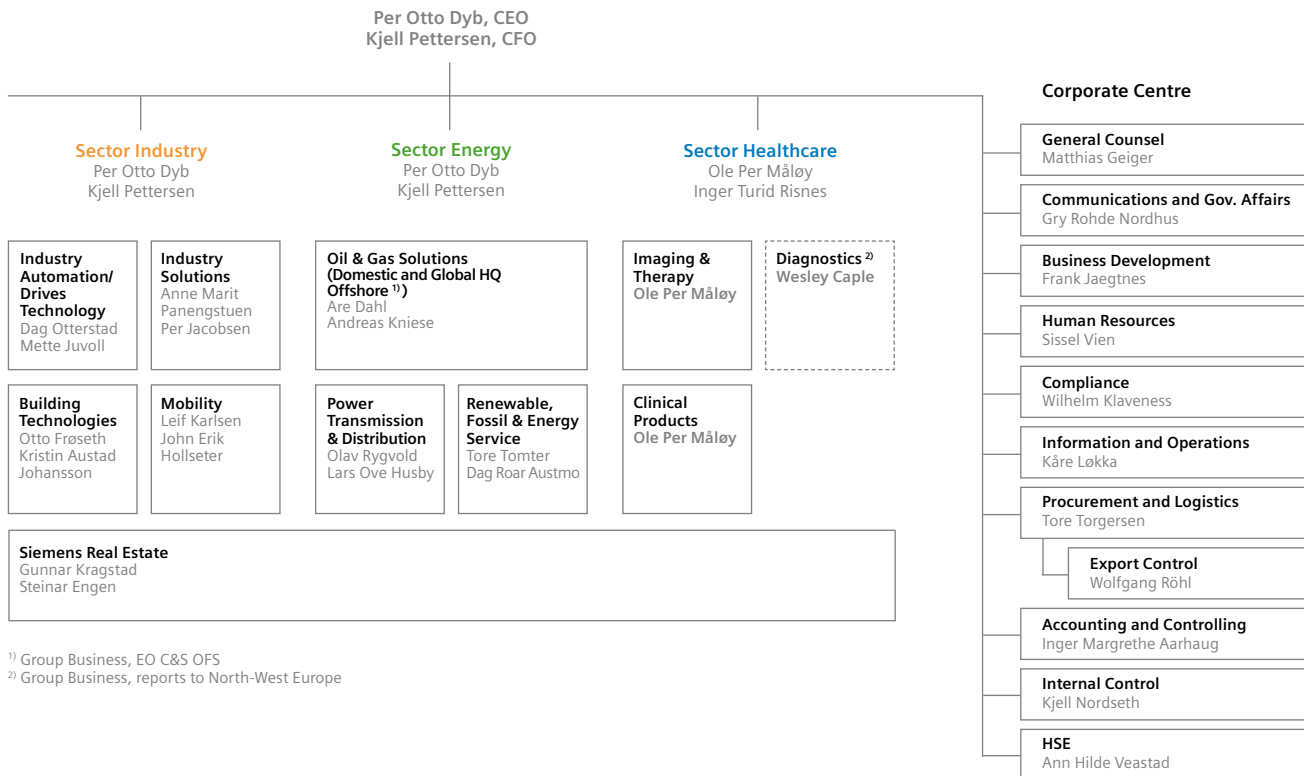 Per Otto Dyb, CEO
Kjell Pettersen, CFO
Sector Industry
Per Otto Dyb
Kjell Pettersen
Sector Energy
Per Otto Dyb
Kjell Pettersen
Sector Healthcare
Ole Per Måløy
Inger Turid Risnes
Industry
Automation/
Drives
Technology
Dag Otterstad
Mette Juvoll
Industry
Solutions
Anne Marit
Panengstuen
Per Jacobsen
Oil & Gas Solutions
(Domestic and Global HQ
Offshore 1))
Are Dahl
Andreas Kniese
Imaging &
Therapy
Ole Per Måløy
Diagnostics 2)
Wesley Caple
Building
Technologies
Otto Frøseth
Kristin Austad
Johansson
Mobility
Leif Karlsen
John Erik
Hollseter
Power
Transmission
& Distribution
Olav Rygvold
Lars Ove Husby
Renewable,
Fossil & Energy
Service
Tore Tomter
Dag Roar Austmo
Clinical
Products
Ole Per Måløy
Siemens Real Estate
Gunnar Kragstad
Steinar Engen
1) Group Business, EO C&S OFS
2) Group Business, reports to North-West Europe
Corporate Centre
General Counsel
Matthias Geiger
Communications and Gov. Affairs
Gry Rohde Nordhus
Business Development
Frank Jaegtnes
Human Resources
Sissel Vien
Compliance
Wilhelm Klaveness
Information and Operations
Kåre Løkka
Procurement and Logistics
Tore Torgersen
Export Control
Wolfgang Röhl
Accounting and Controlling
Inger Margrethe Aarhaug
Internal Control
Kjell Nordseth
HSE
Ann Hilde Veastad